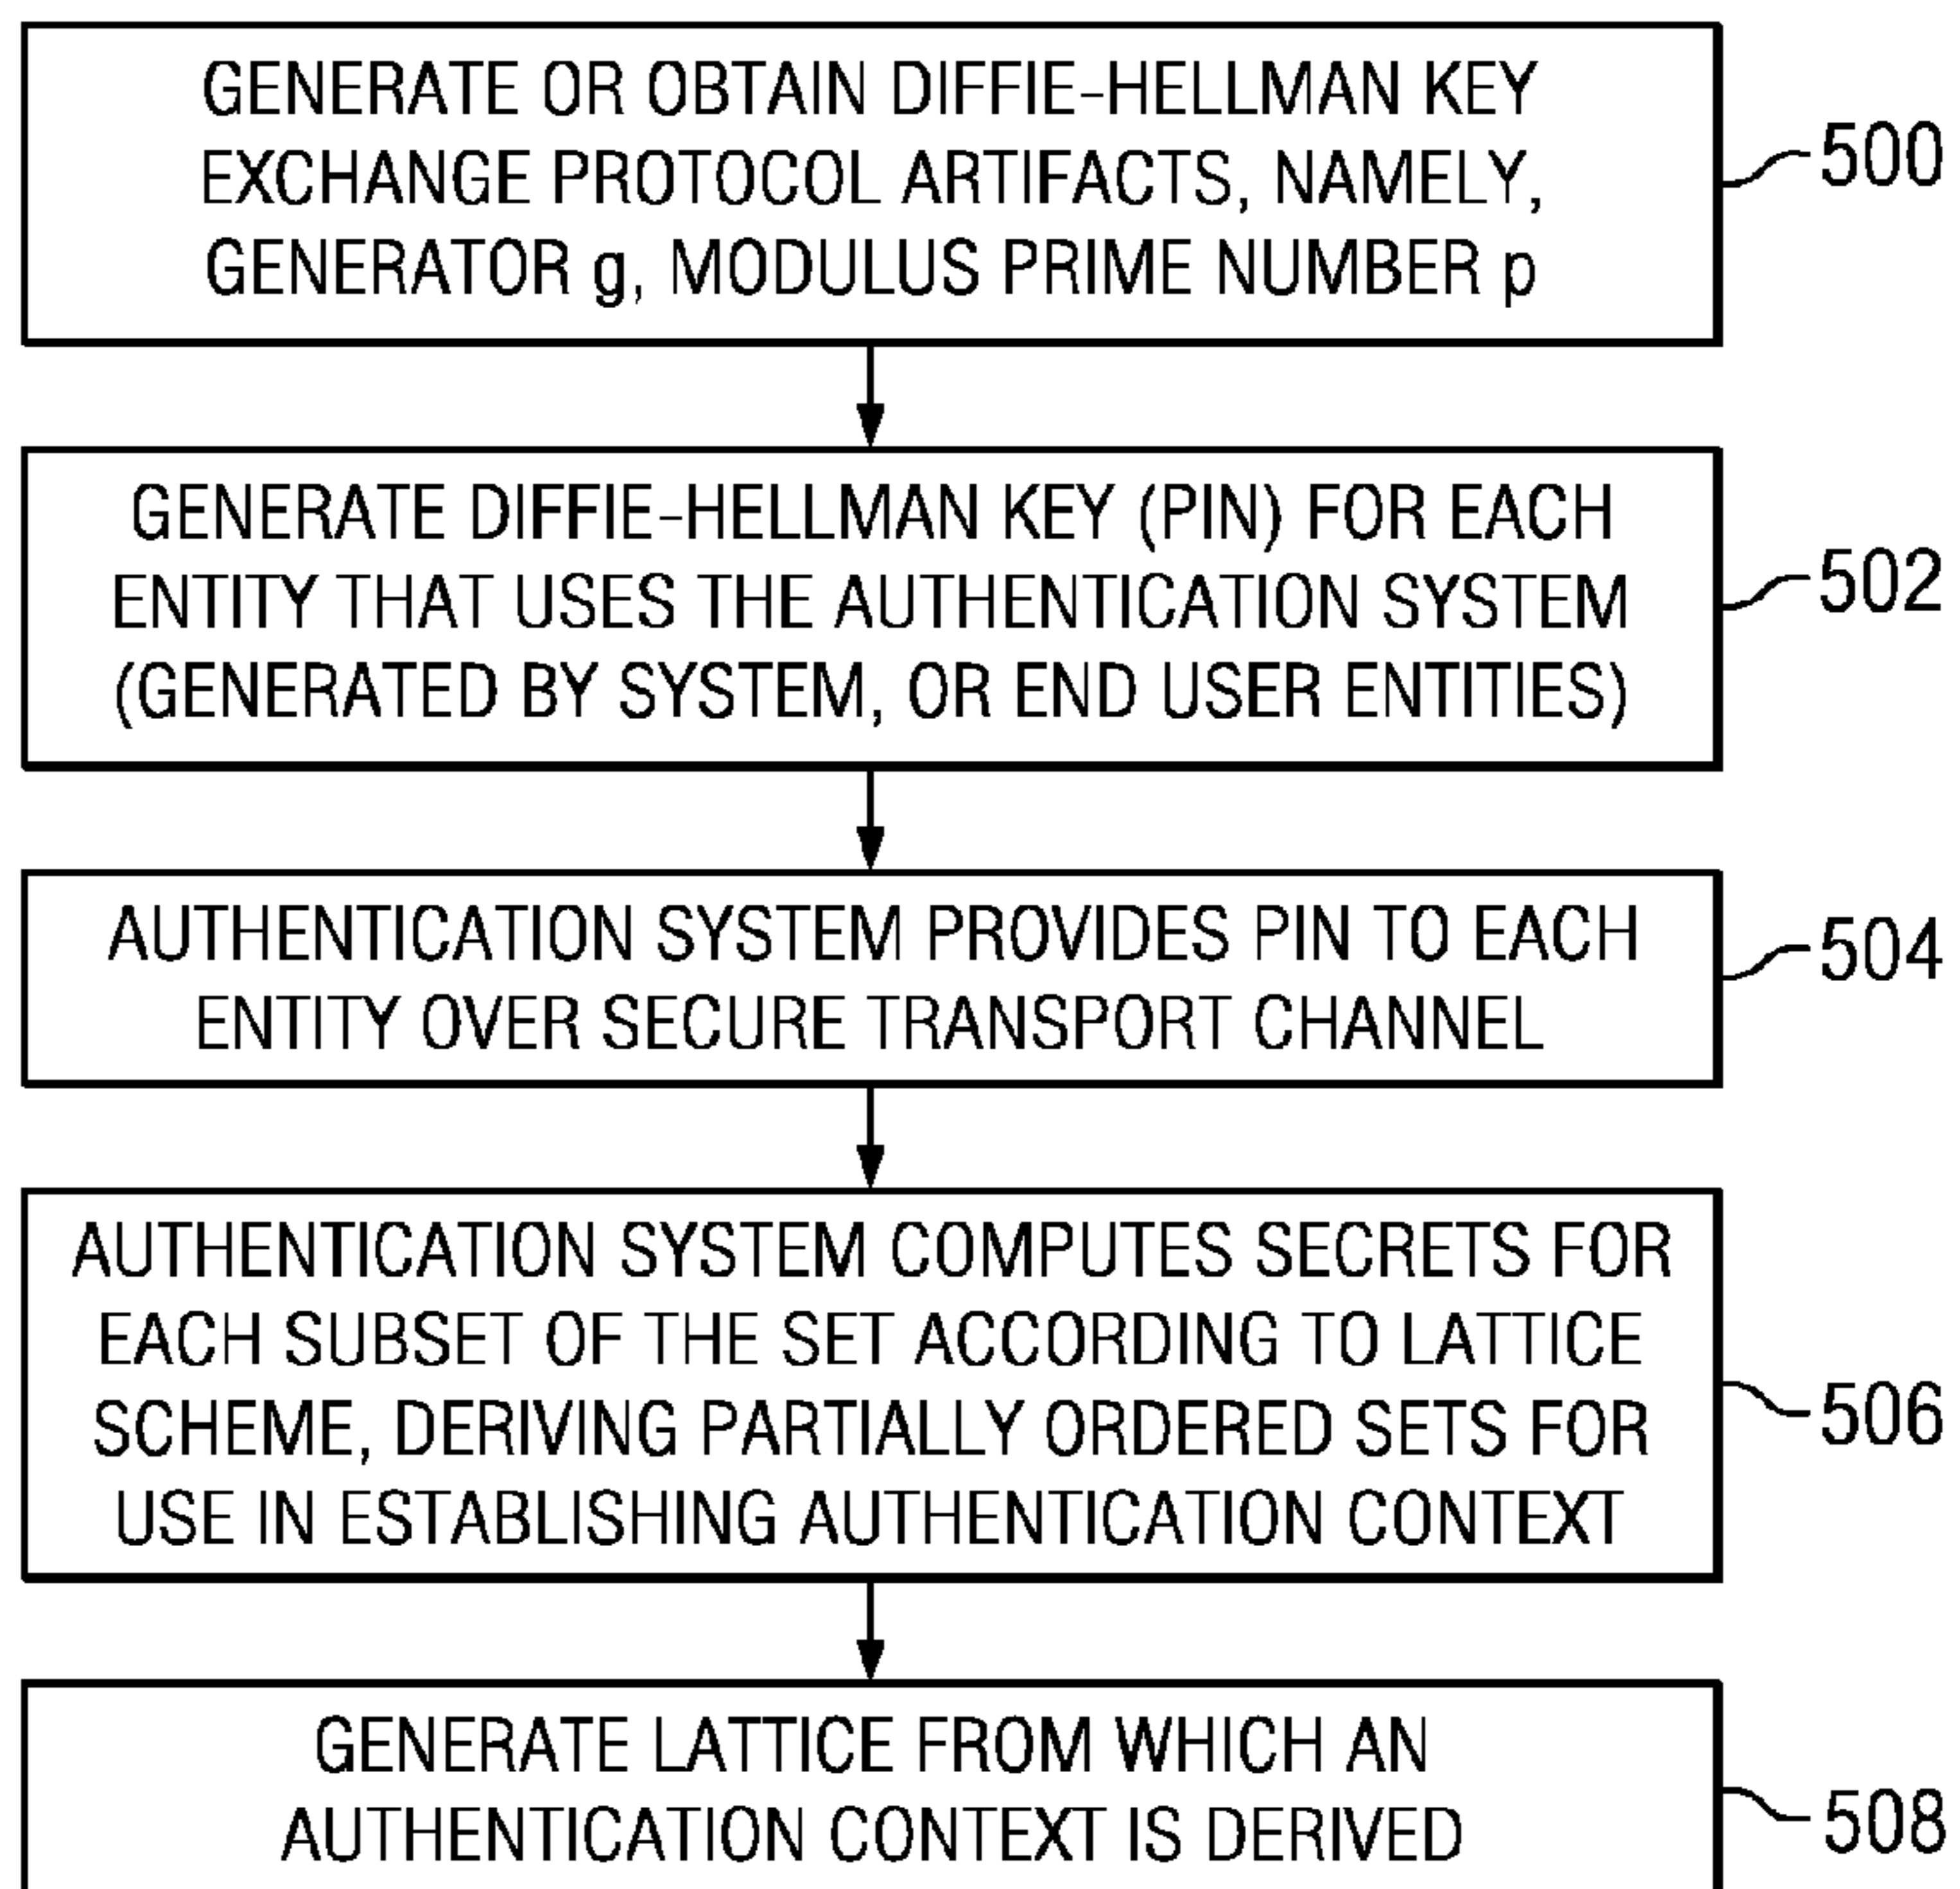 GENERATE OR OBTAIN DIFFIE-HELLMAN KEY
EXCHANGE PROTOCOL ARTIFACTS, NAMELY,
GENERATOR g, MODULUS PRIME NUMBER p
500
GENERATE DIFFIE-HELLMAN KEY (PIN) FOR EACH
ENTITY THAT USES THE AUTHENTICATION SYSTEM
(GENERATED BY SYSTEM, OR END USER ENTITIES)
502
AUTHENTICATION SYSTEM PROVIDES PIN TO EACH
ENTITY OVER SECURE TRANSPORT CHANNEL
504
AUTHENTICATION SYSTEM COMPUTES SECRETS FOR
EACH SUBSET OF THE SET ACCORDING TO LATTICE
SCHEME, DERIVING PARTIALLY ORDERED SETS FOR
USE IN ESTABLISHING AUTHENTICATION CONTEXT
506
GENERATE LATTICE FROM WHICH AN
AUTHENTICATION CONTEXT IS DERIVED
508